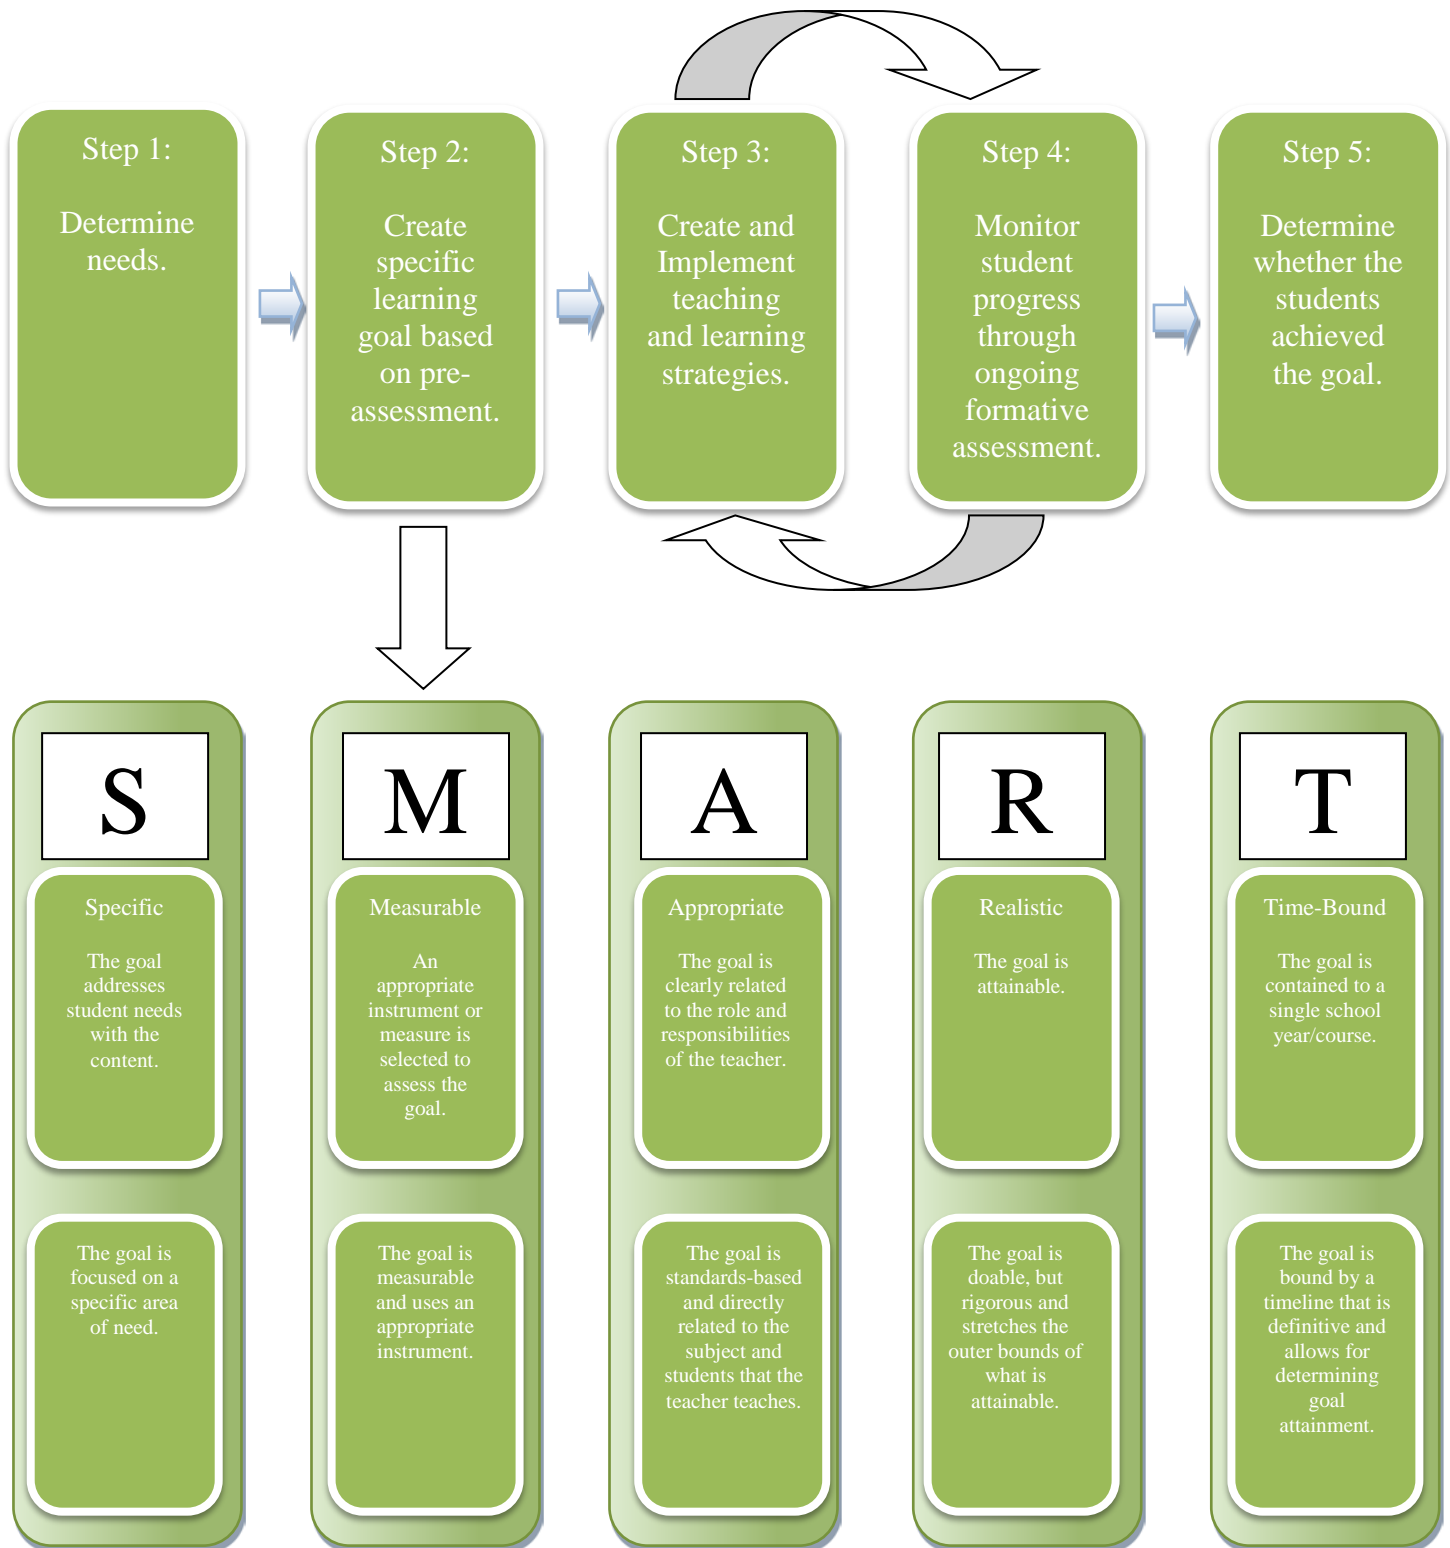 Step 1:
Determine
needs.
Step 2:
Create
specific
learning
goal based
on pre-
assessment.
Step 3:
Create and
Implement
teaching
and learning
strategies.
Step 4:
Monitor
student
progress
through
ongoing
formative
assessment.
Step 5:
Determine
whether the
students
achieved
the goal.
S
Specific
The goal
addresses
student needs
with the
content.
The goal is
focused on a
specific area
of need.
M
Measurable
An
appropriate
instrument or
measure is
selected to
assess the
goal.
The goal is
measurable
and uses an
appropriate
instrument.
A
Appropriate
The goal is
clearly related
to the role and
responsibilities
of the teacher.
The goal is
standards-based
and directly
related to the
subject and
students that the
teacher teaches.
R
Realistic
The goal is
attainable.
The goal is
doable, but
rigorous and
stretches the
outer bounds of
what is
attainable.
T
Time-Bound
The goal is
contained to a
single school
year/course.
The goal is
bound by a
timeline that is
definitive and
allows for
determining
goal
attainment.